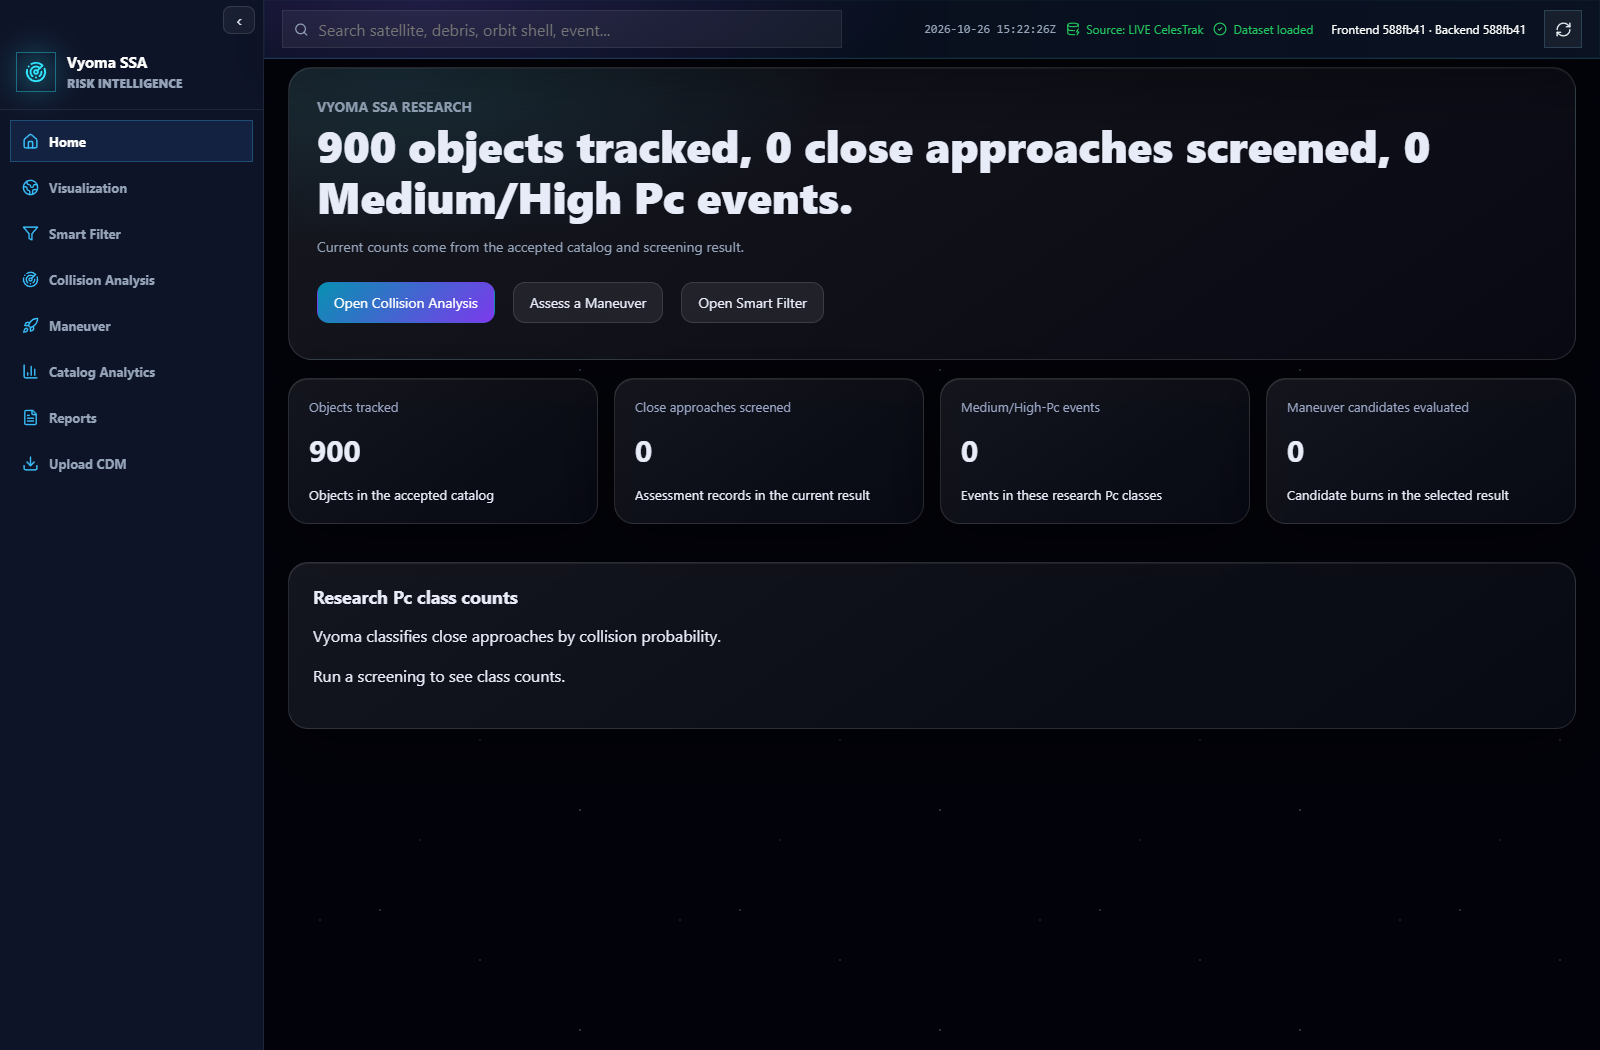 ‹
Vyoma SSA
RISK INTELLIGENCE
Home
Visualization
Smart Filter
Collision Analysis
Maneuver
Catalog Analytics
Reports
Upload CDM
Search satellite, debris, orbit shell, event...
2026-10-26 15:22:26Z Source: LIVE CelesTrak Dataset loaded Frontend 588fb41 · Backend 588fb41
VYOMA SSA RESEARCH
900 objects tracked, 0 close approaches screened, 0
Medium/High Pc events.
Current counts come from the accepted catalog and screening result.
Open Collision Analysis Assess a Maneuver Open Smart Filter
Objects tracked
900
Objects in the accepted catalog
Close approaches screened
0
Assessment records in the current result
Medium/High-Pc events
0
Events in these research Pc classes
Maneuver candidates evaluated
0
Candidate burns in the selected result
Research Pc class counts
Vyoma classifies close approaches by collision probability.
Run a screening to see class counts.